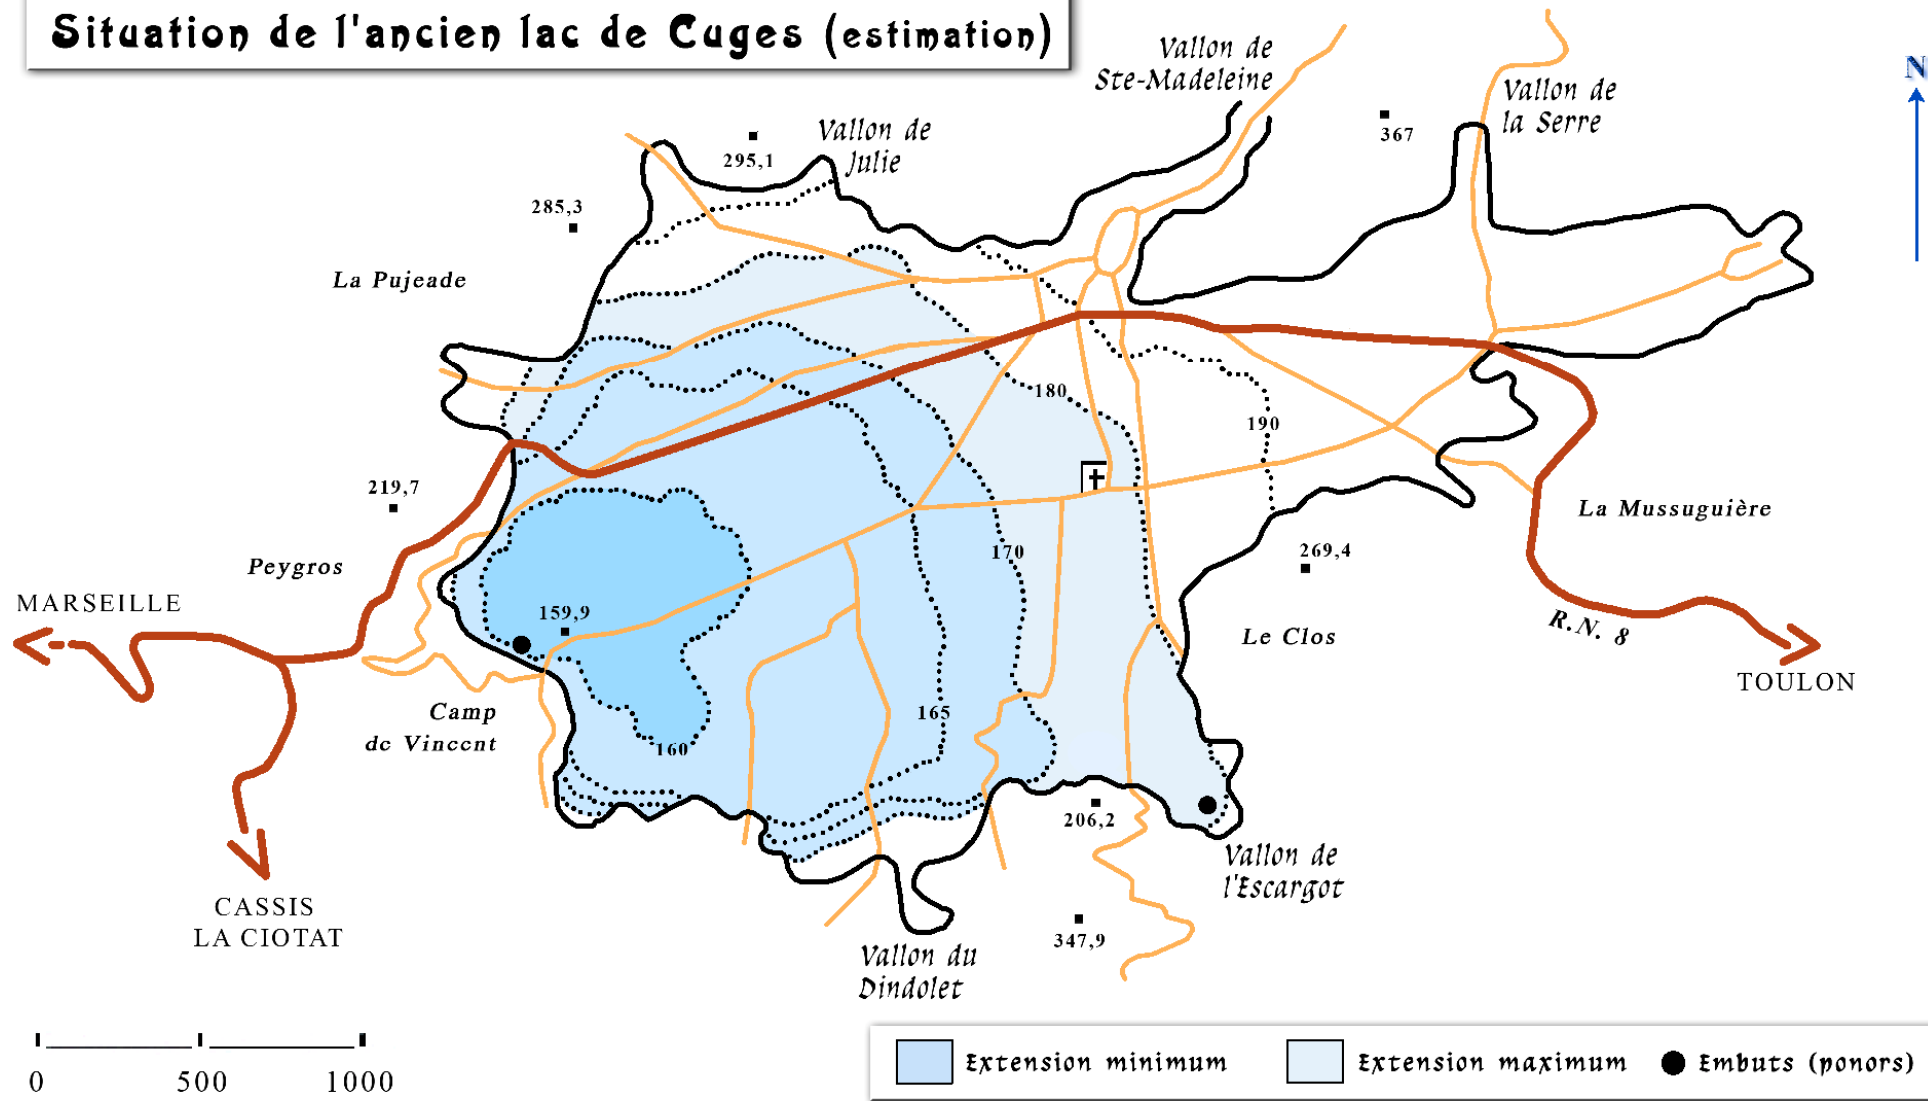 Situation de l'ancien lac de Cuges (estimation)
Vallon de
Ste-Madeleine
N
Vallon de
la Serre
367
Vallon de
Julie
295,1
285,3
La Pujeade
180
190
219,7
La Mussuguière
Peygros
170
269,4
MARSEILLE
159,9
R.N. 8
Le Clos
TOULON
Camp
de Vincent
165
160
206,2
Vallon de
l'Escargot
CASSIS
LA CIOTAT
347,9
Vallon du
Dindolet
0 500 1000
Extension minimum
Extension maximum
Embuts (ponors)